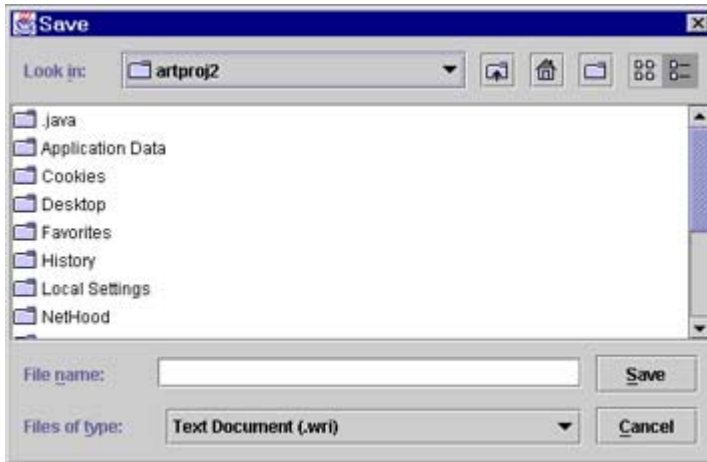 Save
Look in: artproj2
.java
Application Data
Cookies
Desktop
Favorites
History
Local Settings
NetHood
File name: Save
Files of type: Text Document (.wri) Cancel